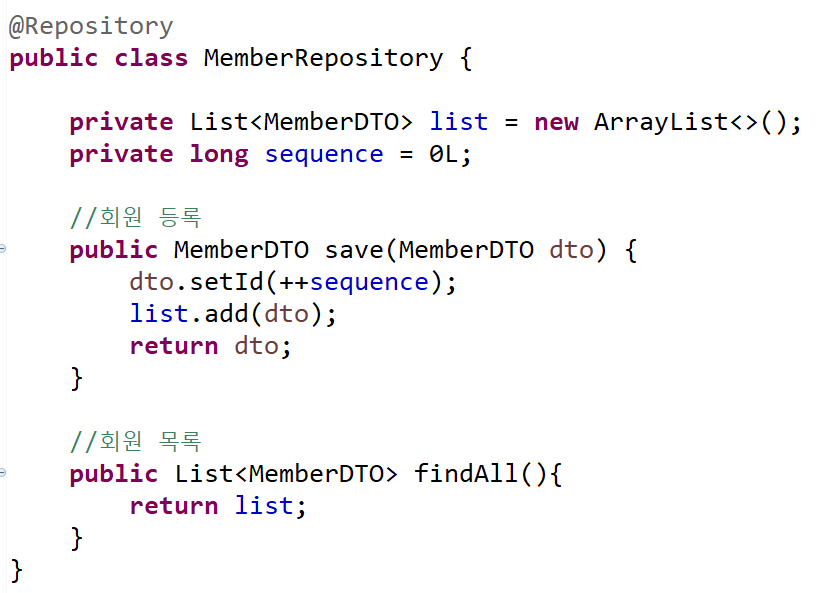 @Repository
public class MemberRepository {
private List<MemberDTO> list = new ArrayList<>();
private long sequence = 0L;
//회원 등록
public MemberDTO save(MemberDTO dto) {
dto.setId(++sequence);
list.add(dto);
return dto;
}
//회원 목록
public List<MemberDTO> findAll(){
return list;
}
}